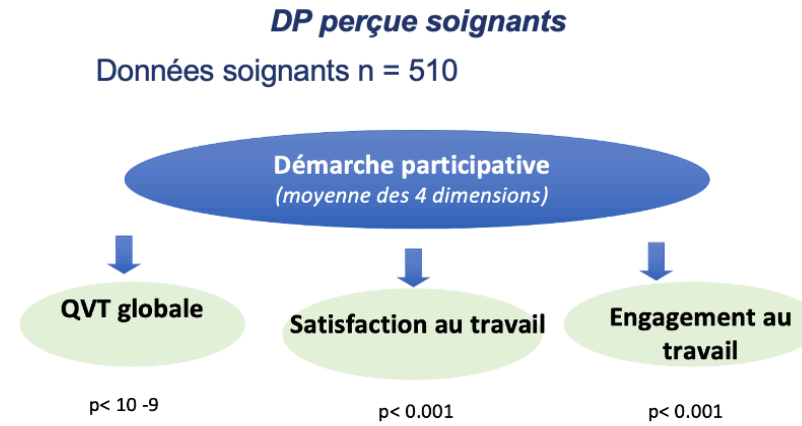 DP perçue soignants
Données soignants n = 510
Démarche participative
(moyenne des 4 dimensions)
QVT globale
Satisfaction au travail
Engagement au
travail
p< 10 -9
p< 0.001
p< 0.001